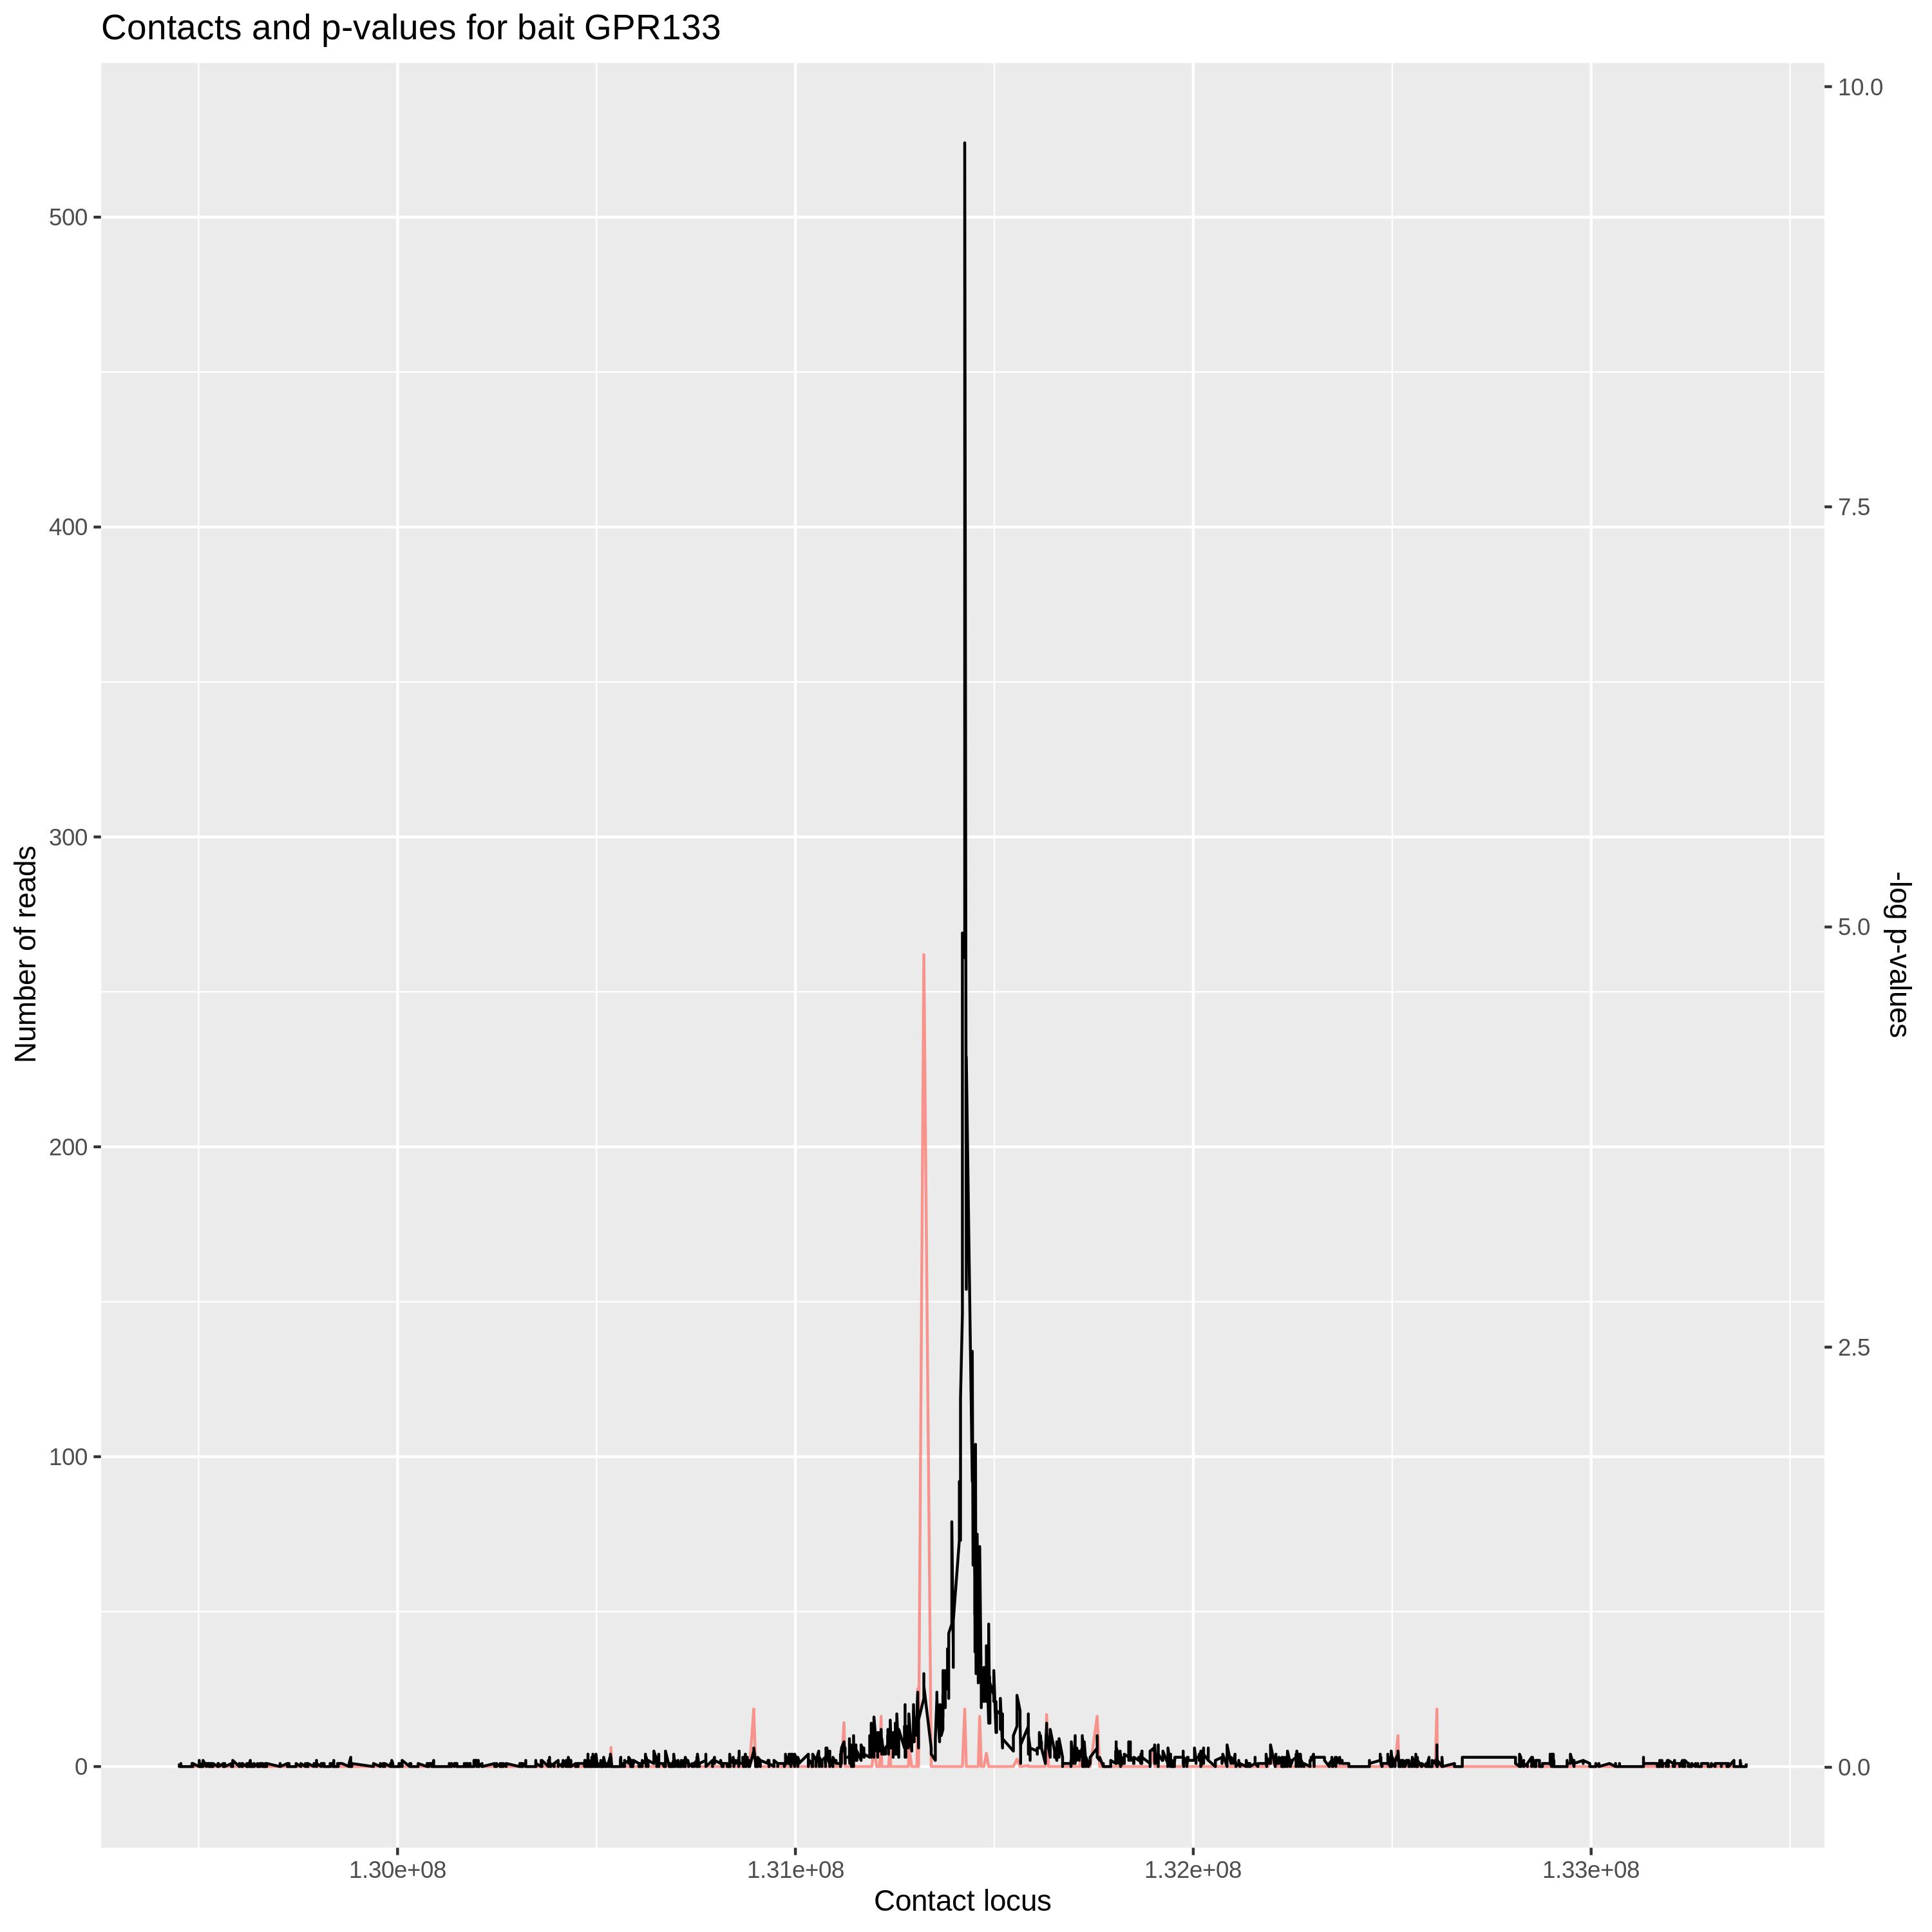 Contacts and p-values for bait GPR133
10.0
500
7.5
400
300
5.0
Number of reads
-log p-values
200
2.5
100
0
0.0
1.30e+08
1.31e+08
1.32e+08
1.33e+08
Contact locus